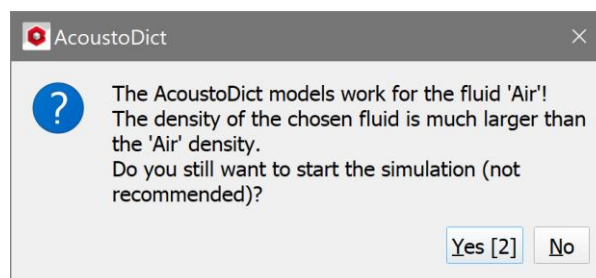 AcoustoDict
The AcoustoDict models work for the fluid 'Air'!
The density of the chosen fluid is much larger than
the 'Air' density.
Do you still want to start the simulation (not
recommended)?
Yes [2] No